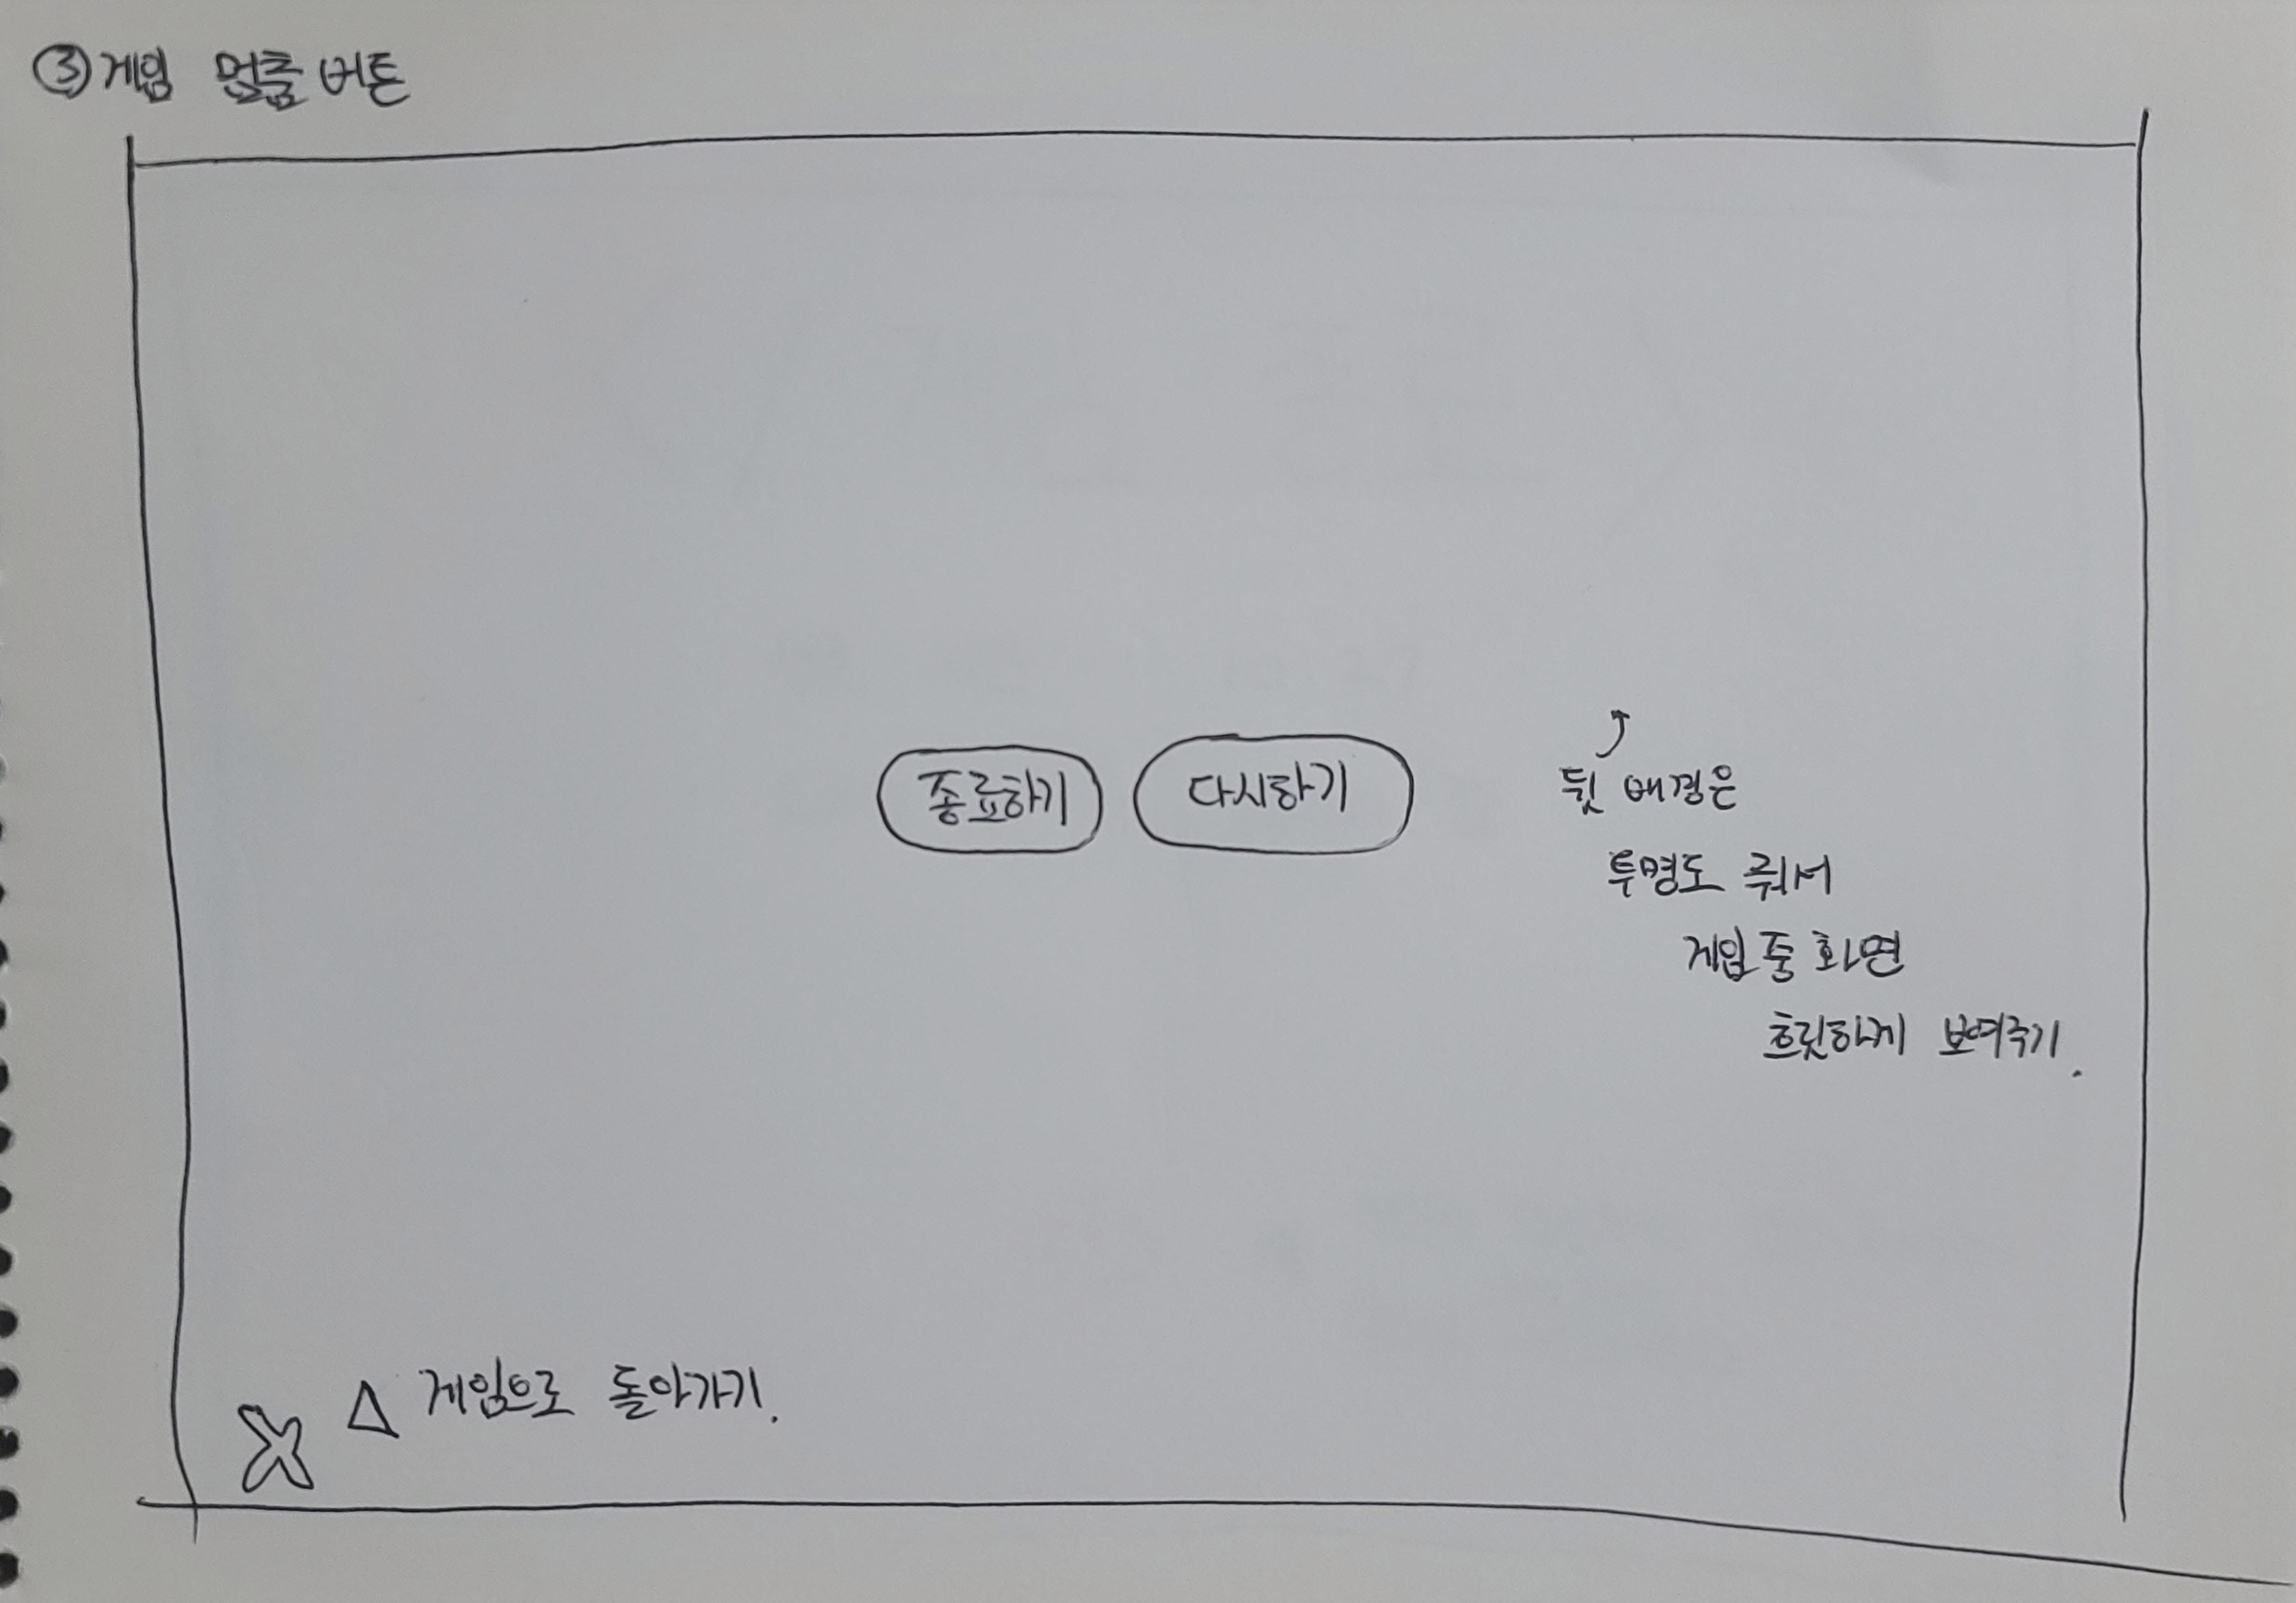 ③ 게임 멈춤 버튼
종료하기 다시하기
뒷 배경은
투명도 줘서
게임 중 화면
흐릿하게 보여주기.
X △ 게임으로 돌아가기.